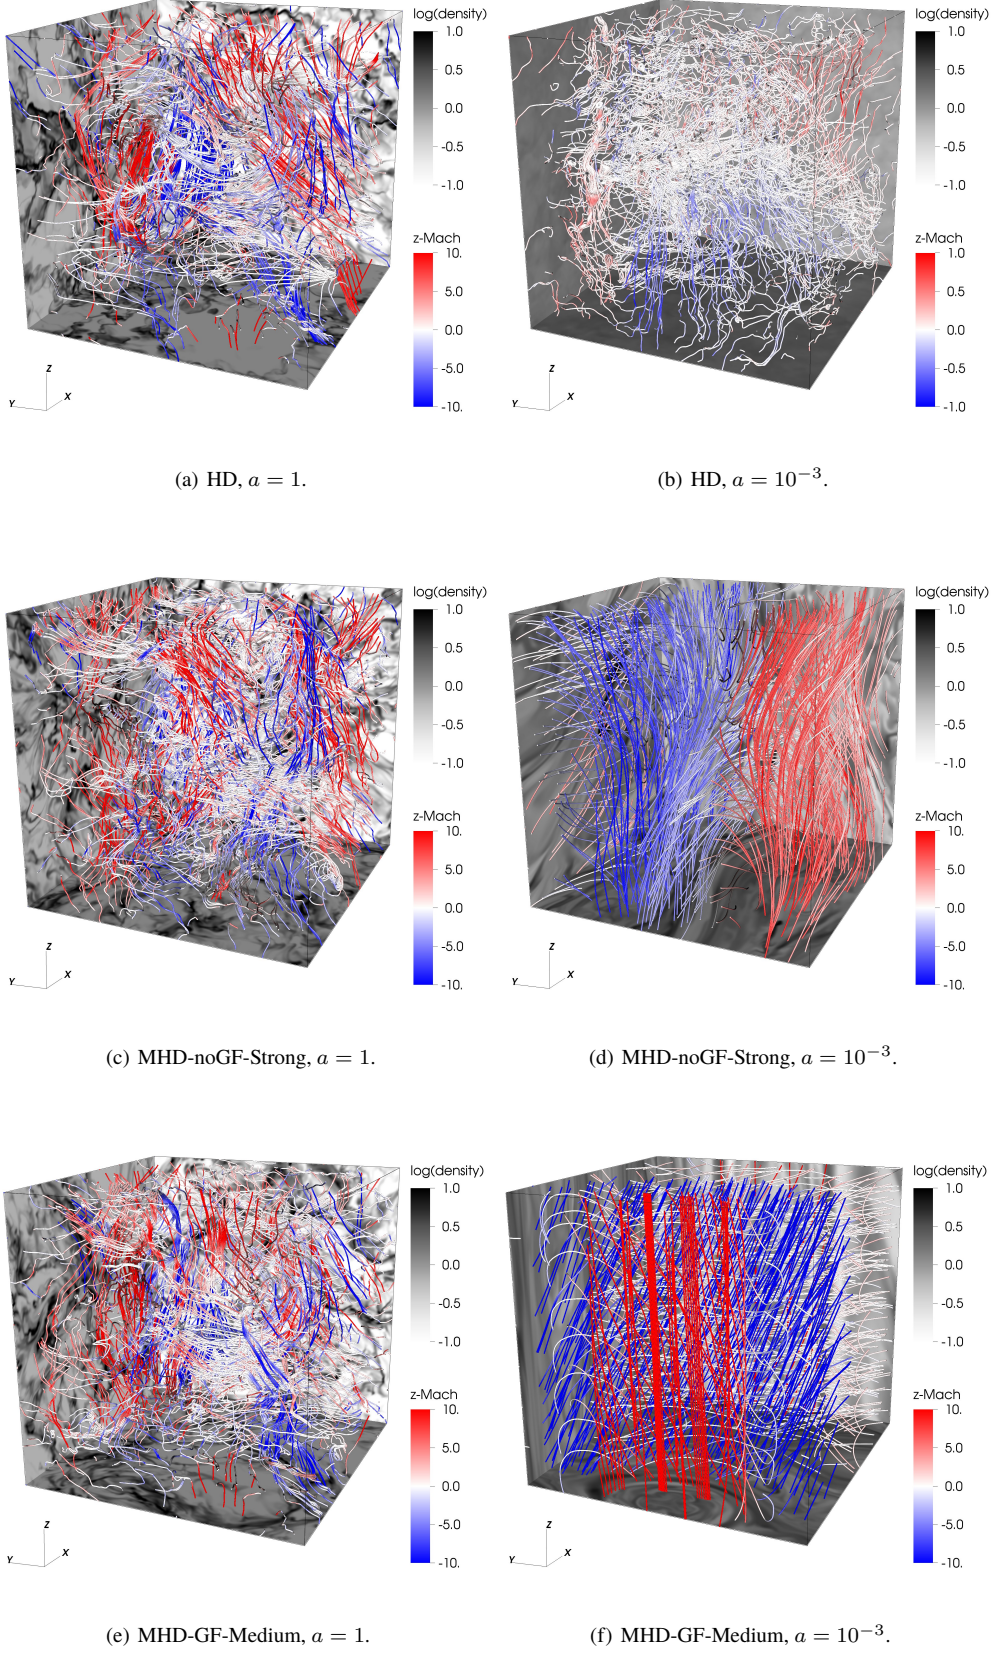 log(density)
1.0
0.5
0.0
-0.5
-1.0
z-Mach
10.
5.0
0.0
-5.0
-10.
Z
Y
X
(a) HD, a = 1.
log(density)
1.0
0.5
0.0
-0.5
-1.0
z-Mach
1.0
0.5
0.0
-0.5
-1.0
Z
Y
X
(b) HD, a = 10⁻³.
log(density)
1.0
0.5
0.0
-0.5
-1.0
z-Mach
10.
5.0
0.0
-5.0
-10.
Z
Y
X
(c) MHD-noGF-Strong, a = 1.
log(density)
1.0
0.5
0.0
-0.5
-1.0
z-Mach
10.
5.0
0.0
-5.0
-10.
Z
Y
X
(d) MHD-noGF-Strong, a = 10⁻³.
log(density)
1.0
0.5
0.0
-0.5
-1.0
z-Mach
10.
5.0
0.0
-5.0
-10.
Z
Y
X
(e) MHD-GF-Medium, a = 1.
log(density)
1.0
0.5
0.0
-0.5
-1.0
z-Mach
10.
5.0
0.0
-5.0
-10.
Z
Y
X
(f) MHD-GF-Medium, a = 10⁻³.